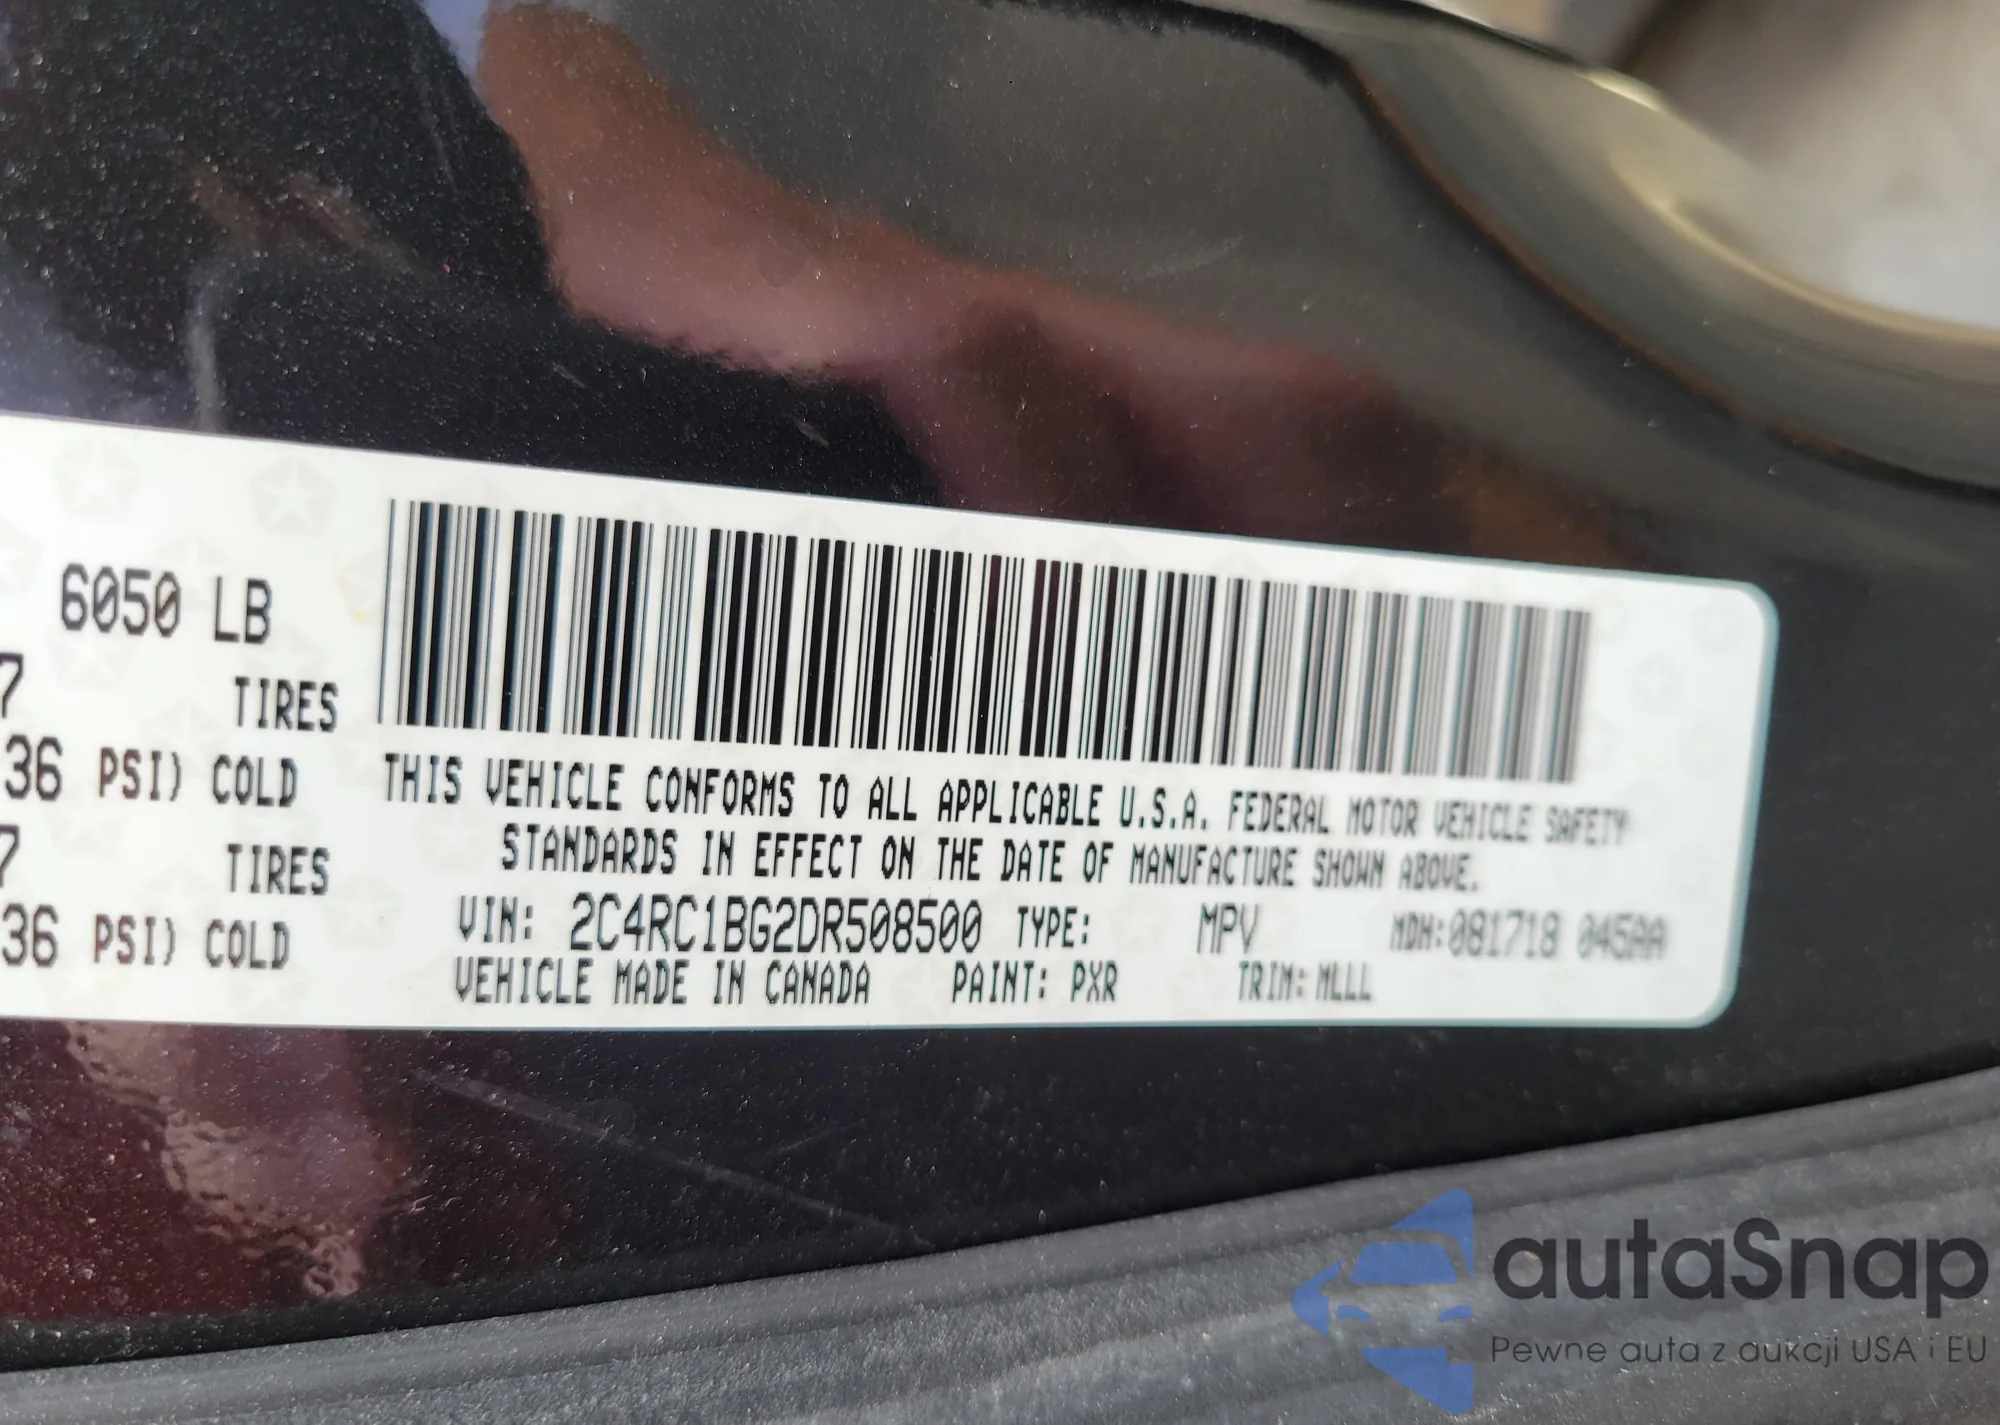 6050 LB
7 TIRES
36 PSI) COLD
7 TIRES
36 PSI) COLD
THIS VEHICLE CONFORMS TO ALL APPLICABLE U.S.A. FEDERAL MOTOR VEHICLE SAFETY
STANDARDS IN EFFECT ON THE DATE OF MANUFACTURE SHOWN ABOVE.
VIN: 2C4RC1BG2DR508500 TYPE: MPV MDH:081718 045AA
VEHICLE MADE IN CANADA PAINT: PXR TRIM: MLLL
autaSnap
Pewne auta z aukcji USA i EU